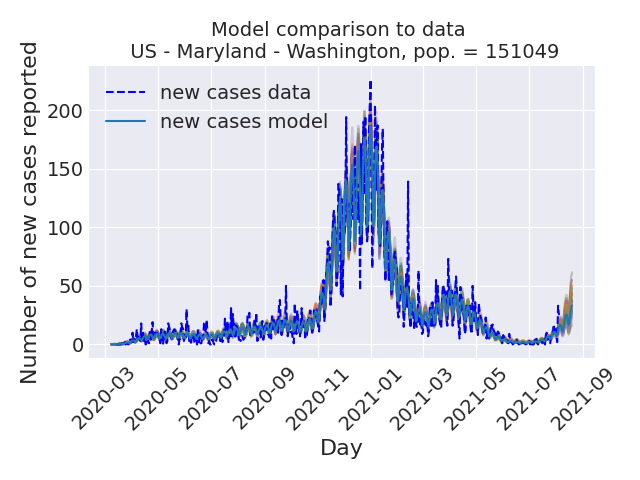 Model comparison to data
US - Maryland - Washington, pop. = 151049
Number of new cases reported
new cases data
new cases model
200
150
100
50
0
2020-03
2020-05
2020-07
2020-09
2020-11
2021-01
2021-03
2021-05
2021-07
2021-09
Day